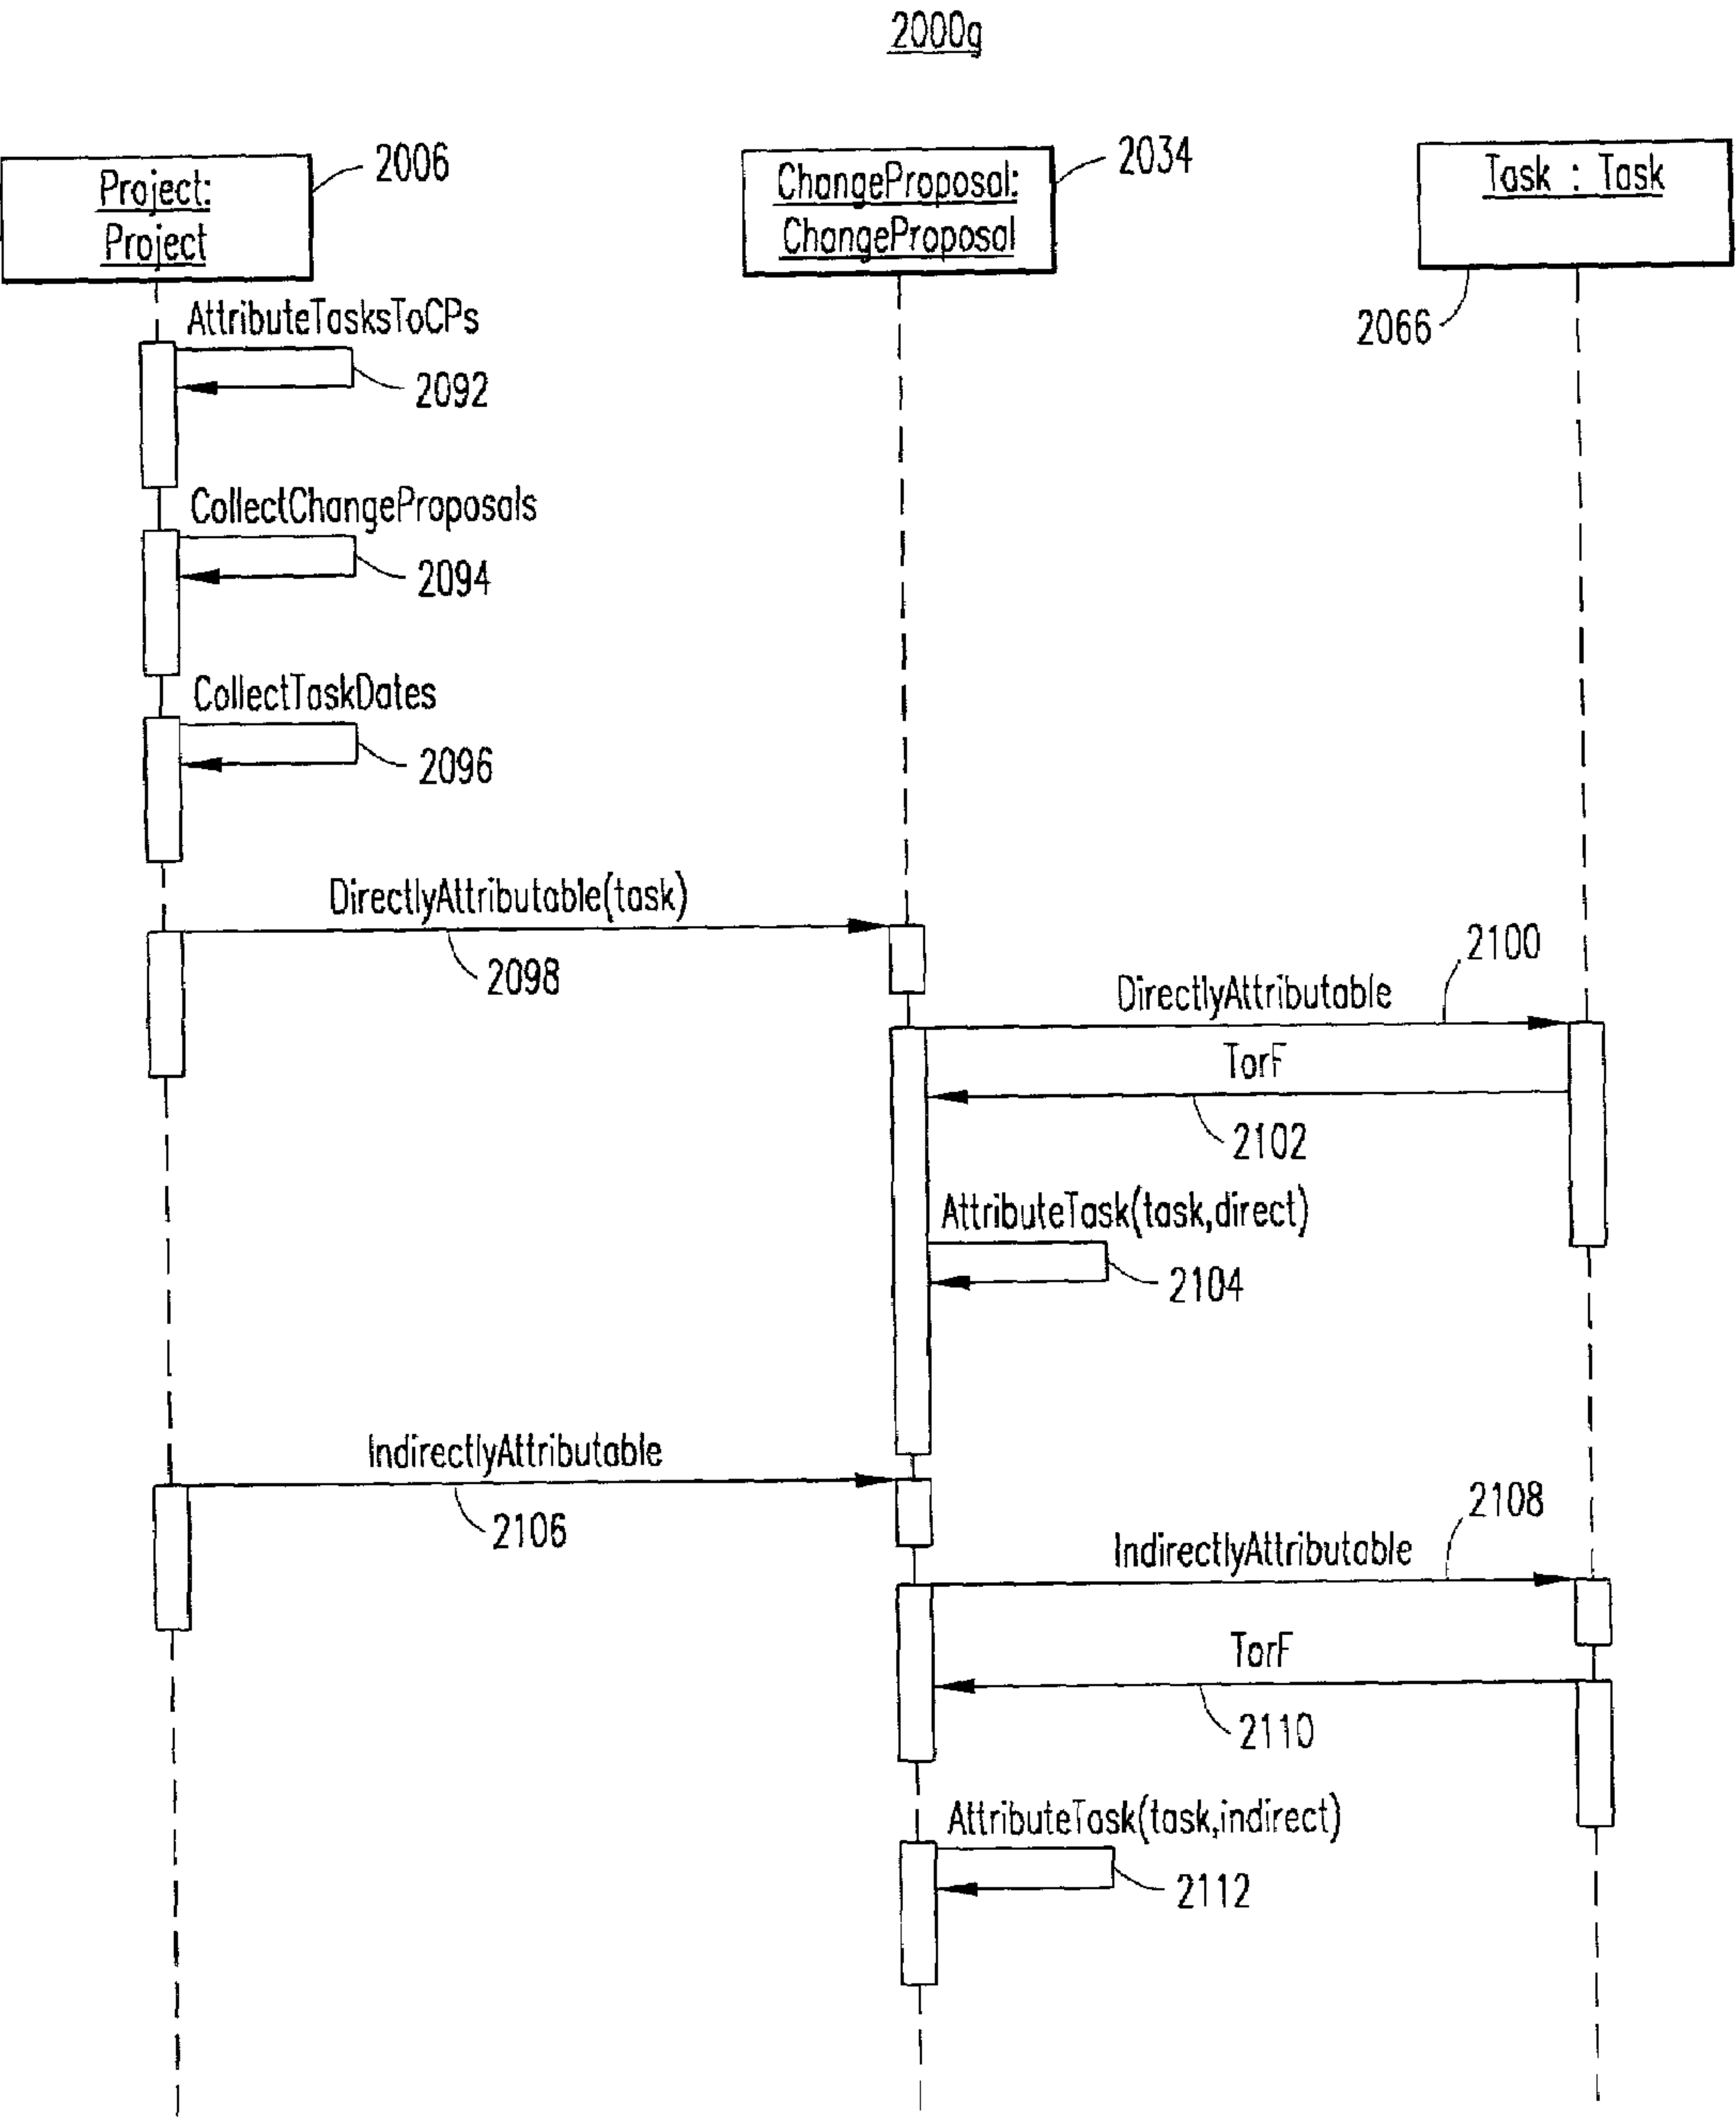 2000g
Project:
Project
2006
ChangeProposal:
ChangeProposal
2034
Task : Task
2066
AttributeTasksToCPs
2092
CollectChangeProposals
2094
CollectTaskDates
2096
DirectlyAttributable(task)
2098
2100
DirectlyAttributable
TorF
2102
AttributeTask(task,direct)
2104
IndirectlyAttributable
2106
2108
IndirectlyAttributable
TorF
2110
AttributeTask(task,indirect)
2112